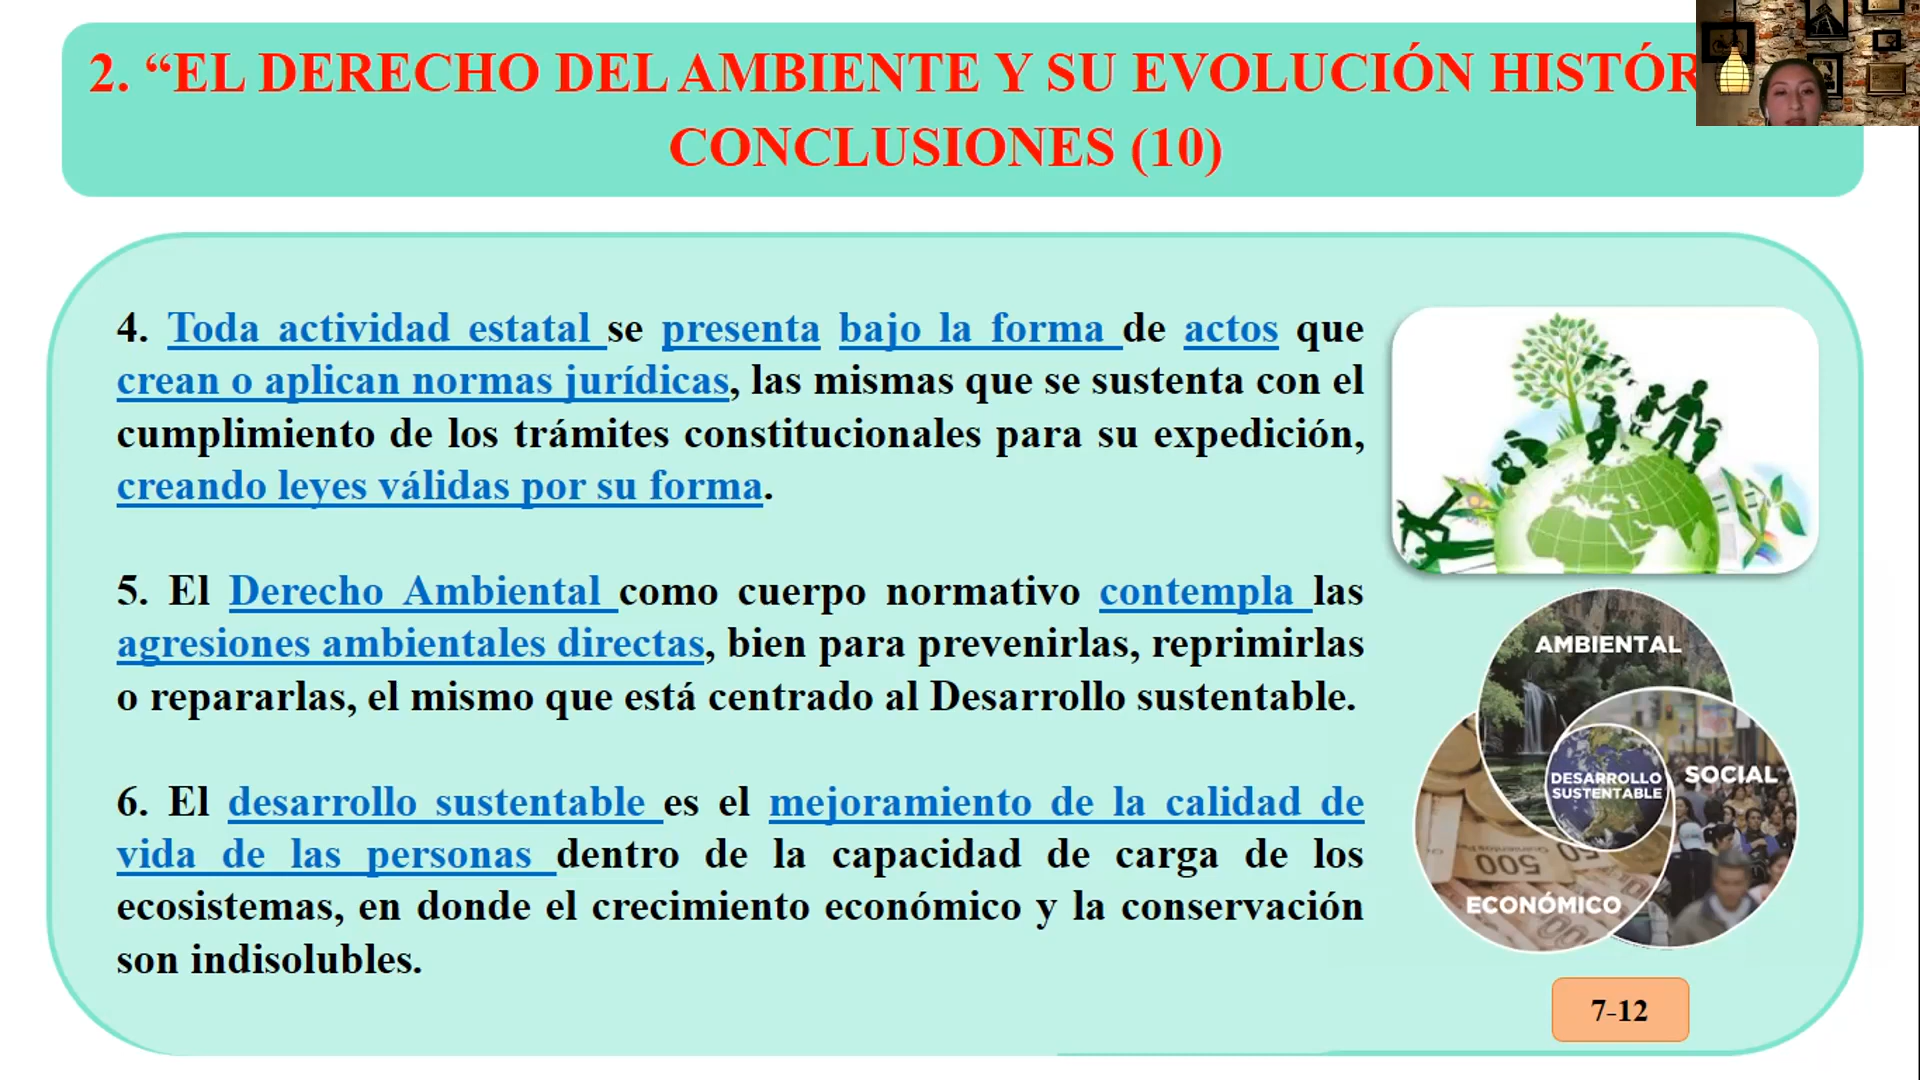 2. “EL DERECHO DEL AMBIENTE Y SU EVOLUCIÓN
CONCLUSIONES (10)
4. Toda actividad estatal se presenta bajo la forma de actos que
crean o aplican normas jurídicas, las mismas que se sustenta con el
cumplimiento de los trámites constitucionales para su expedición,
creando leyes válidas por su forma.
5. El Derecho Ambiental como cuerpo normativo contempla las
agresiones ambientales directas, bien para prevenirlas, reprimirlas
o repararlas, el mismo que está centrado al Desarrollo sustentable.
6. El desarrollo sustentable es el mejoramiento de la calidad de
vida de las personas dentro de la capacidad de carga de los
ecosistemas, en donde el crecimiento económico y la conservación
son indisolubles.
AMBIENTAL
SOCIAL
DESARROLLO
SUSTENTABLE
500
50
ECONÓMICO
7-12